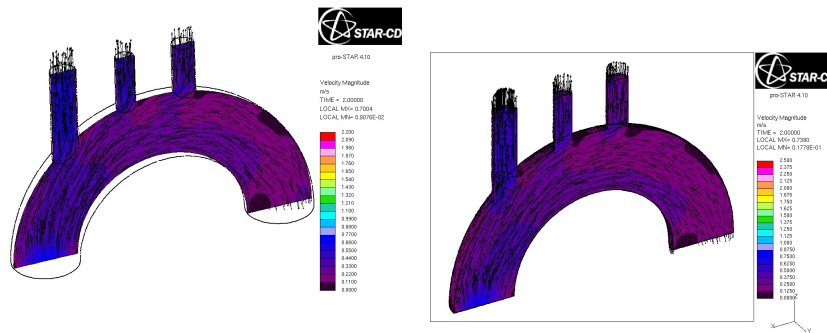 STAR-CD
pro-STAR 4.10
Velocity Magnitude
m/s
TIME = 2.00000
LOCAL MX= 0.7004
LOCAL MN= 0.8076E-02
2.200
2.090
1.980
1.970
1.760
1.650
1.540
1.430
1.320
1.210
1.100
0.9900
0.8800
0.7700
0.6600
0.5500
0.4400
0.3300
0.2200
0.1100
0.0000
STAR-C
pro-STAR 4.10
Velocity Magnitude
m/s
TIME = 2.00000
LOCAL MX= 0.7390
LOCAL MN= 0.1778E-01
2.500
2.375
2.250
2.125
2.000
1.875
1.750
1.625
1.500
1.375
1.250
1.125
1.000
0.8750
0.7500
0.6250
0.5000
0.3750
0.2500
0.1250
0.0000
Z
X
Y